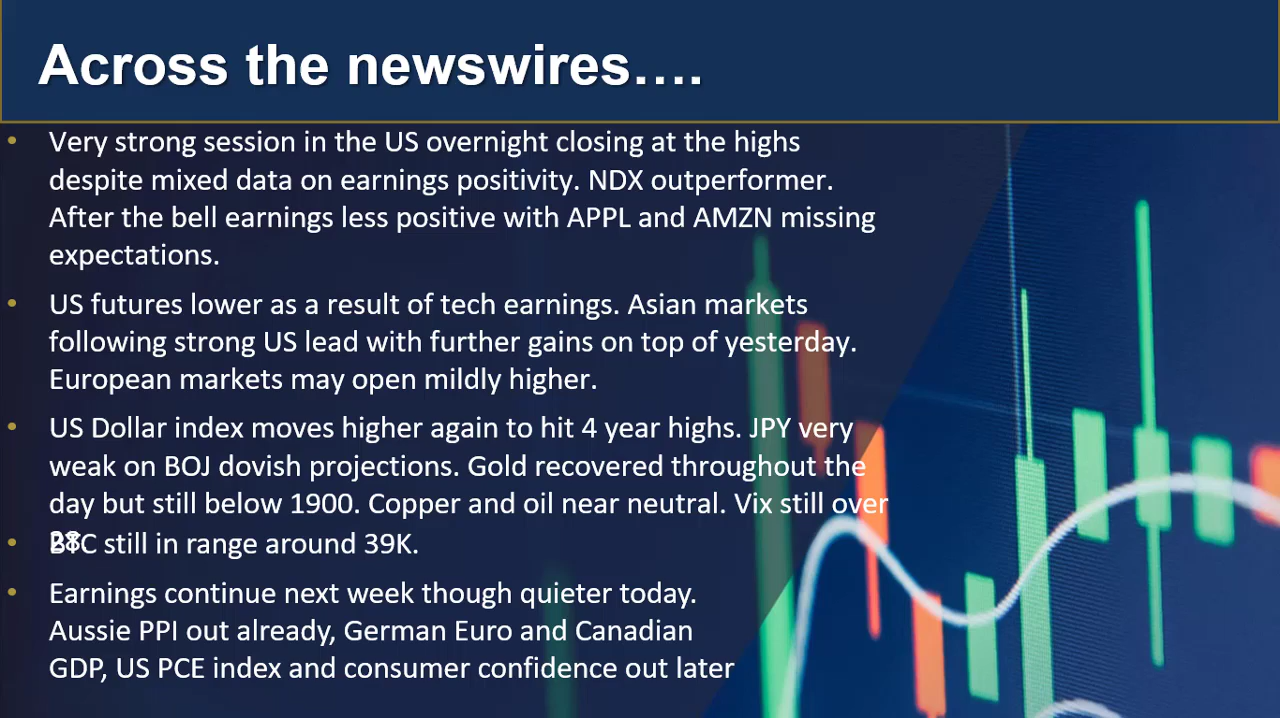 Across the newswires….
• Very strong session in the US overnight closing at the highs
despite mixed data on earnings positivity. NDX outperformer.
After the bell earnings less positive with APPL and AMZN missing
expectations.
• US futures lower as a result of tech earnings. Asian markets
following strong US lead with further gains on top of yesterday.
European markets may open mildly higher.
• US Dollar index moves higher again to hit 4 year highs. JPY very
weak on BOJ dovish projections. Gold recovered throughout the
day but still below 1900. Copper and oil near neutral. Vix still over
28.
• BTC still in range around 39K.
• Earnings continue next week though quieter today.
Aussie PPI out already, German Euro and Canadian
GDP, US PCE index and consumer confidence out later